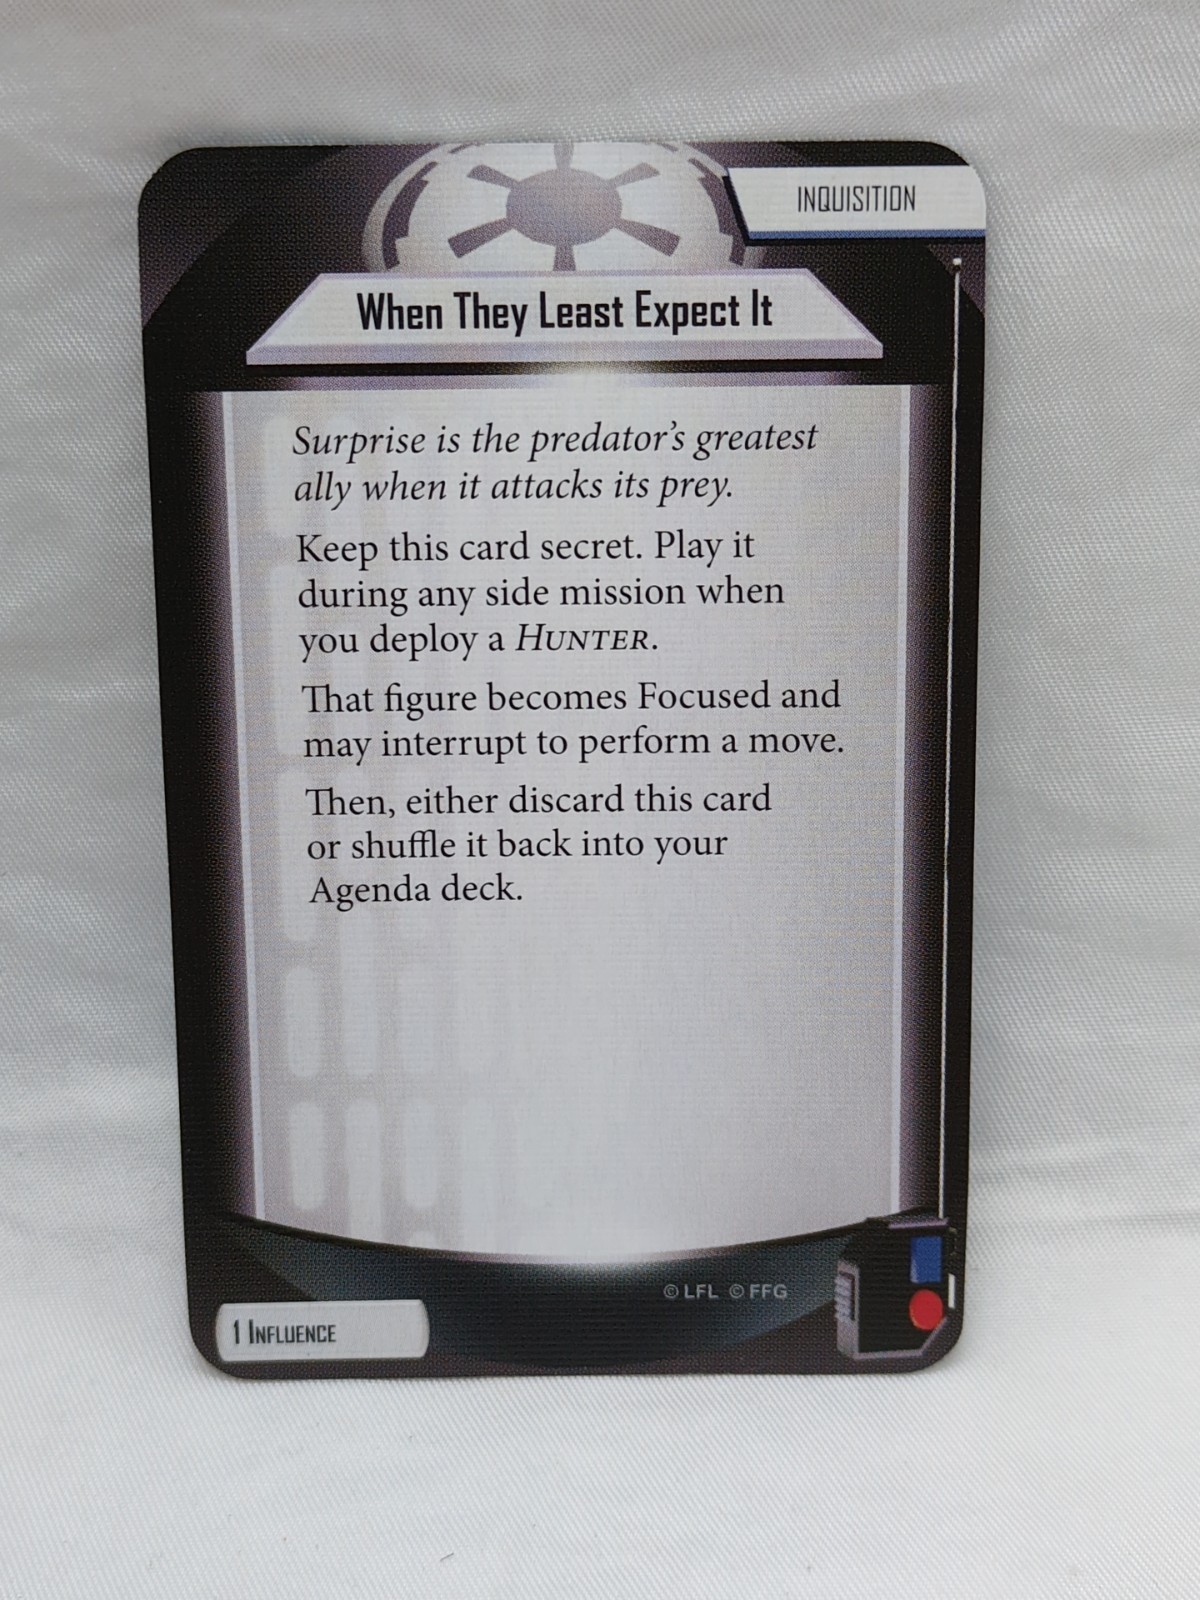 INQUISITION
When They Least Expect It
Surprise is the predator's greatest
ally when it attacks its prey.
Keep this card secret. Play it
during any side mission when
you deploy a HUNTER.
That figure becomes Focused and
may interrupt to perform a move.
Then, either discard this card
or shuffle it back into your
Agenda deck.
© LFL © FFG
1 INFLUENCE